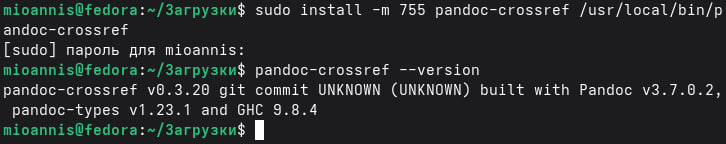 mioannis@fedora:~/Загрузки$ sudo install -m 755 pandoc-crossref /usr/local/bin/p
andoc-crossref
[sudo] пароль для mioannis:
mioannis@fedora:~/Загрузки$ pandoc-crossref --version
pandoc-crossref v0.3.20 git commit UNKNOWN (UNKNOWN) built with Pandoc v3.7.0.2,
 pandoc-types v1.23.1 and GHC 9.8.4
mioannis@fedora:~/Загрузки$